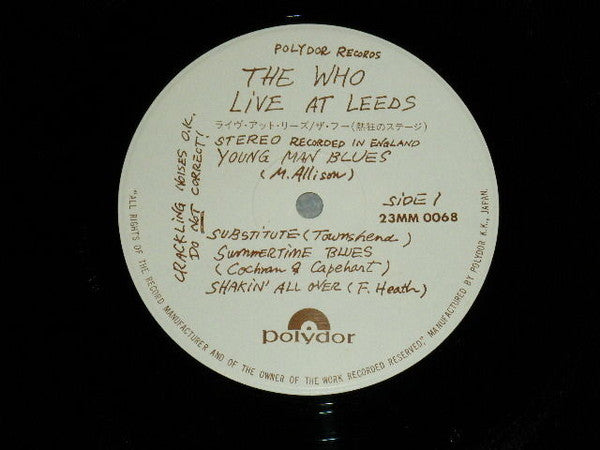 POLYDOR RECORDS
THE WHO
LiVE AT LEEDS
ライヴ・アット・リーズ/ザ・フー(熱狂のステージ)
STEREO RECORDED IN ENGLAND
YOUNG MAN BLUES
(M. Allison)
SiDE 1
23MM 0068
SUBSTITUTE (Townshend)
SUMMERTIME BLUES
(Cochran & Capehart)
SHAKIN' ALL OVER (F. Heath)
CRACKLING NOISES O.K.
DO NOT CORRECT!
polydor
"ALL RIGHTS OF THE RECORD MANUFACTURER AND OF THE OWNER OF THE WORK RECORDED RESERVED", MANUFACTURED BY POLYDOR K.K., JAPAN.